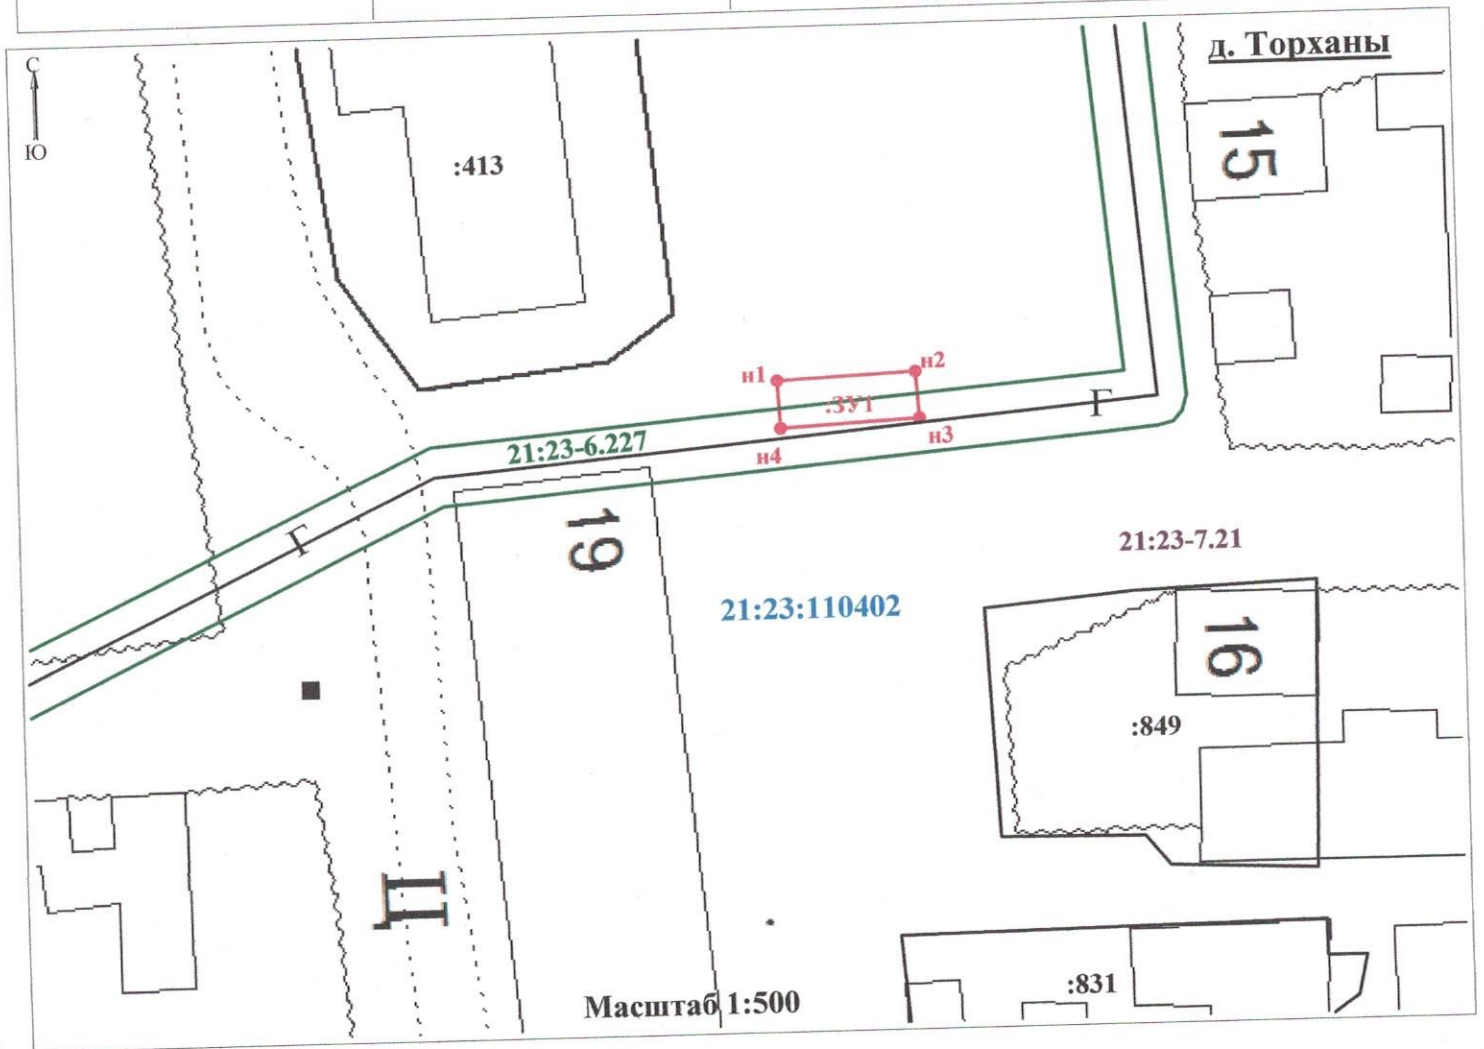 д. Торханы
С
Ю
15
:413
н1
н2
:ЗУ1
Г
н3
н4
21:23-6.227
Г
19
21:23-7.21
21:23:110402
16
:849
Ц
:831
Масштаб 1:500